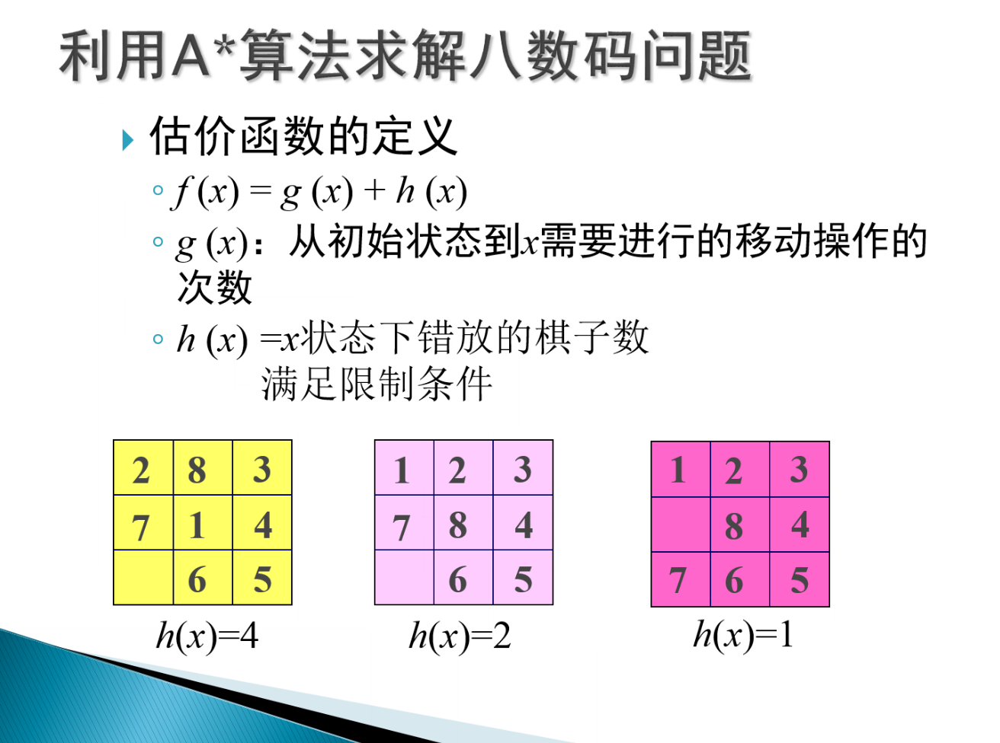 利用A*算法求解八数码问题
估价函数的定义
f (x) = g (x) + h (x)
g (x)：从初始状态到x需要进行的移动操作的
次数
h (x) =x状态下错放的棋子数
满足限制条件
2 8 3
7 1 4
6 5
h(x)=4
1 2 3
7 8 4
6 5
h(x)=2
1 2 3
8 4
7 6 5
h(x)=1